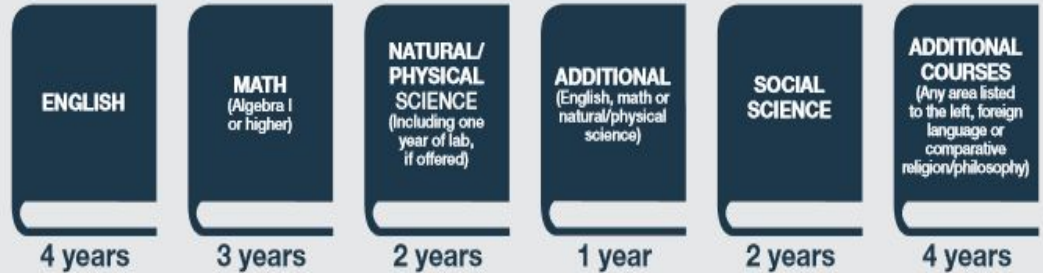 ENGLISH
4 years
MATH
(Algebra I
or higher)
3 years
NATURAL/
PHYSICAL
SCIENCE
(Including one
year of lab,
if offered)
2 years
ADDITIONAL
(English, math or
natural/physical
science)
1 year
SOCIAL
SCIENCE
2 years
ADDITIONAL
COURSES
(Any area listed
to the left, foreign
language or
comparative
religion/philosophy)
4 years